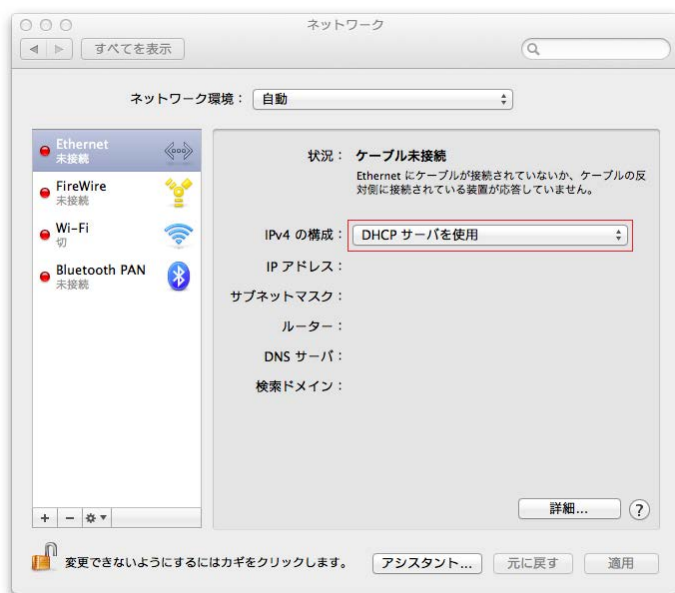 ネットワーク
すべてを表示
ネットワーク環境： 自動
Ethernet
未接続
FireWire
未接続
Wi-Fi
切
Bluetooth PAN
未接続
状況： ケーブル未接続
Ethernet にケーブルが接続されていないか、ケーブルの反
対側に接続されている装置が応答していません。
IPv4 の構成： DHCP サーバを使用
IP アドレス：
サブネットマスク：
ルーター：
DNS サーバ：
検索ドメイン：
詳細... ?
変更できないようにするにはカギをクリックします。 アシスタント... 元に戻す 適用